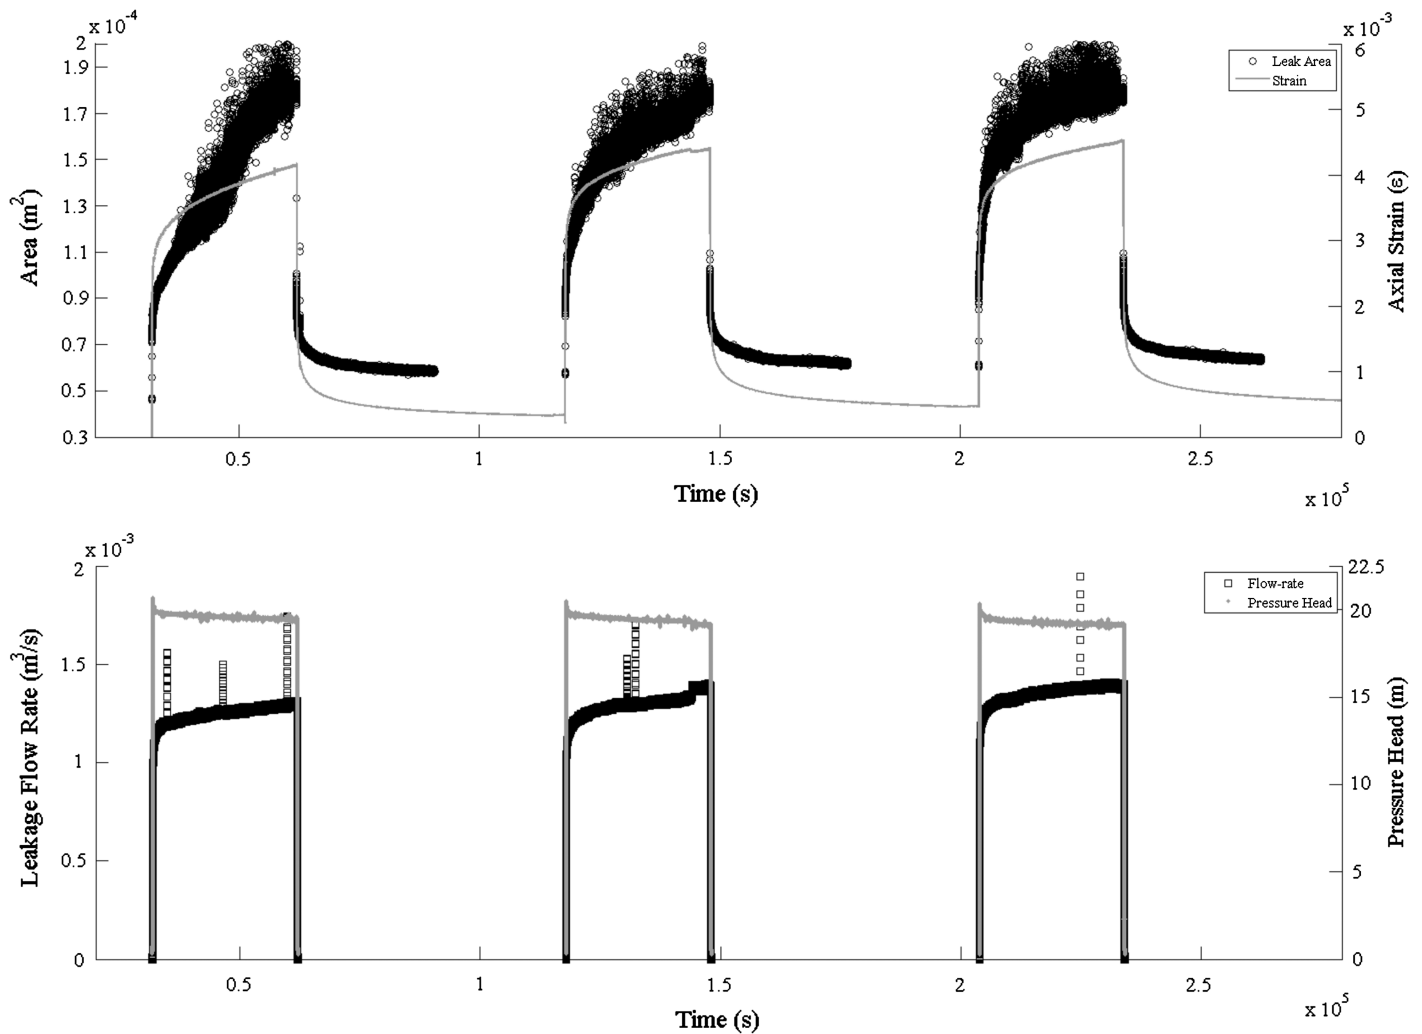 x 10^-4
x 10^-3
2
1.9
1.7
1.5
1.3
1.1
0.9
0.7
0.5
0.3
Area (m^2)
6
5
4
3
2
1
0
Axial Strain (ε)
Leak Area
Strain
0.5 1 1.5 2 2.5
Time (s)
x 10^5
x 10^-3
2
1.5
1
0.5
0
Leakage Flow Rate (m^3/s)
22.5
20
15
10
5
0
Pressure Head (m)
Flow-rate
Pressure Head
0.5 1 1.5 2 2.5
Time (s)
x 10^5